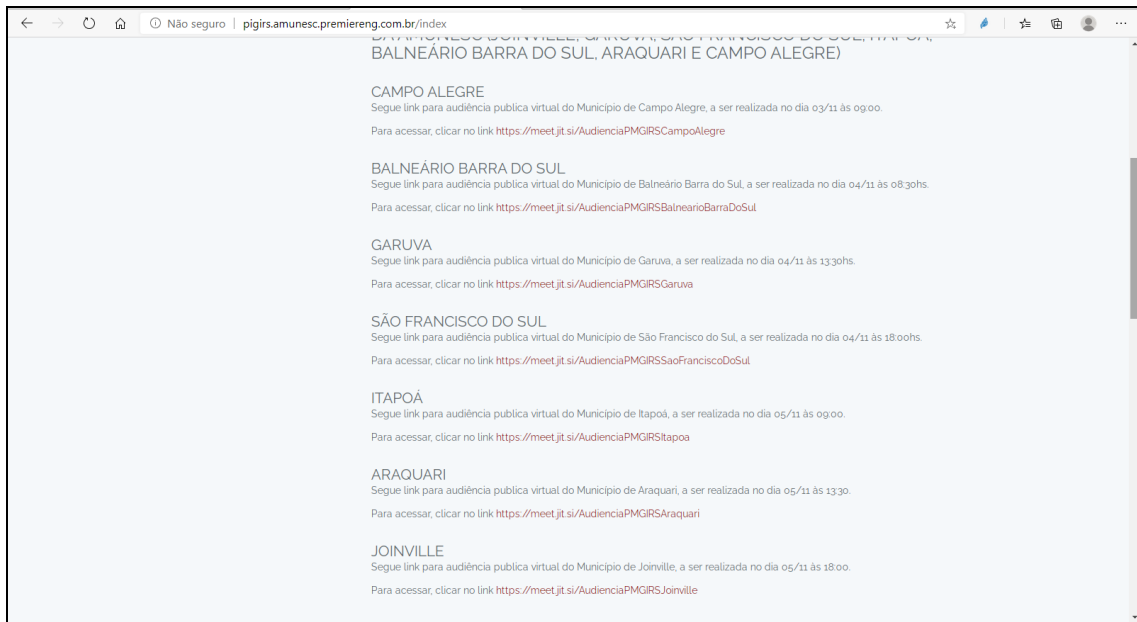 Não seguro | pigirs.amunesc.premiereng.com.br/index
DA AMUNESC (JOINVILLE, GARUVA, SÃO FRANCISCO DO SUL, ITAPOÁ,
BALNEÁRIO BARRA DO SUL, ARAQUARI E CAMPO ALEGRE)
CAMPO ALEGRE
Segue link para audiência publica virtual do Município de Campo Alegre, a ser realizada no dia 03/11 às 09:00.
Para acessar, clicar no link https://meet.jit.si/AudienciaPMGIRSCampoAlegre
BALNEÁRIO BARRA DO SUL
Segue link para audiência publica virtual do Município de Balneário Barra do Sul, a ser realizada no dia 04/11 às 08:30hs.
Para acessar, clicar no link https://meet.jit.si/AudienciaPMGIRSBalnearioBarraDoSul
GARUVA
Segue link para audiência publica virtual do Município de Garuva, a ser realizada no dia 04/11 às 13:30hs.
Para acessar, clicar no link https://meet.jit.si/AudienciaPMGIRSGaruva
SÃO FRANCISCO DO SUL
Segue link para audiência publica virtual do Município de São Francisco do Sul, a ser realizada no dia 04/11 às 18:00hs.
Para acessar, clicar no link https://meet.jit.si/AudienciaPMGIRSSaoFranciscoDoSul
ITAPOÁ
Segue link para audiência publica virtual do Município de Itapoá, a ser realizada no dia 05/11 às 09:00.
Para acessar, clicar no link https://meet.jit.si/AudienciaPMGIRSItapoa
ARAQUARI
Segue link para audiência publica virtual do Município de Araquari, a ser realizada no dia 05/11 às 13:30.
Para acessar, clicar no link https://meet.jit.si/AudienciaPMGIRSAraquari
JOINVILLE
Segue link para audiência publica virtual do Município de Joinville, a ser realizada no dia 05/11 às 18:00.
Para acessar, clicar no link https://meet.jit.si/AudienciaPMGIRSJoinville